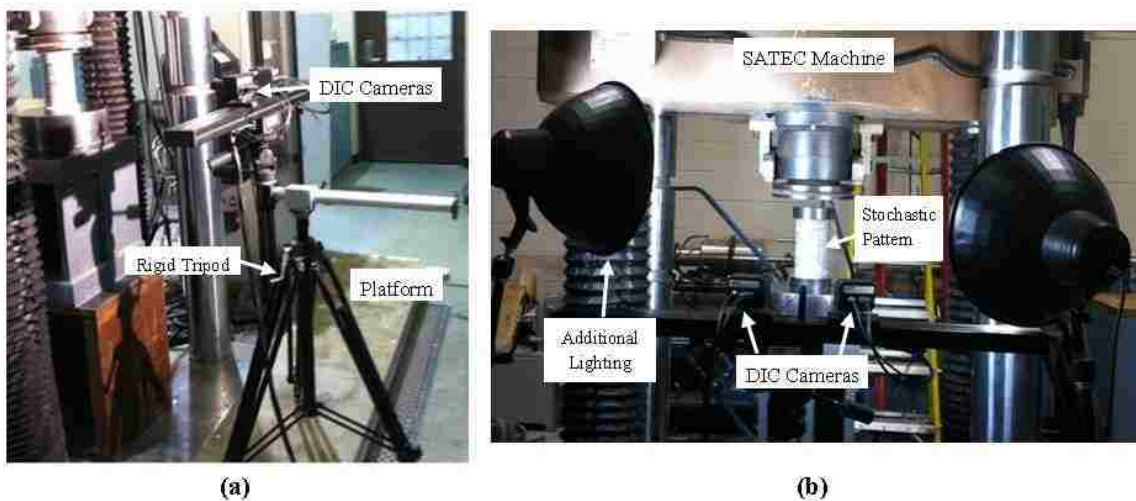 DIC Cameras
Rigid Tripod
Platform
(a)
SATEC Machine
Stochastic
Pattern
Additional
Lighting
DIC Cameras
(b)